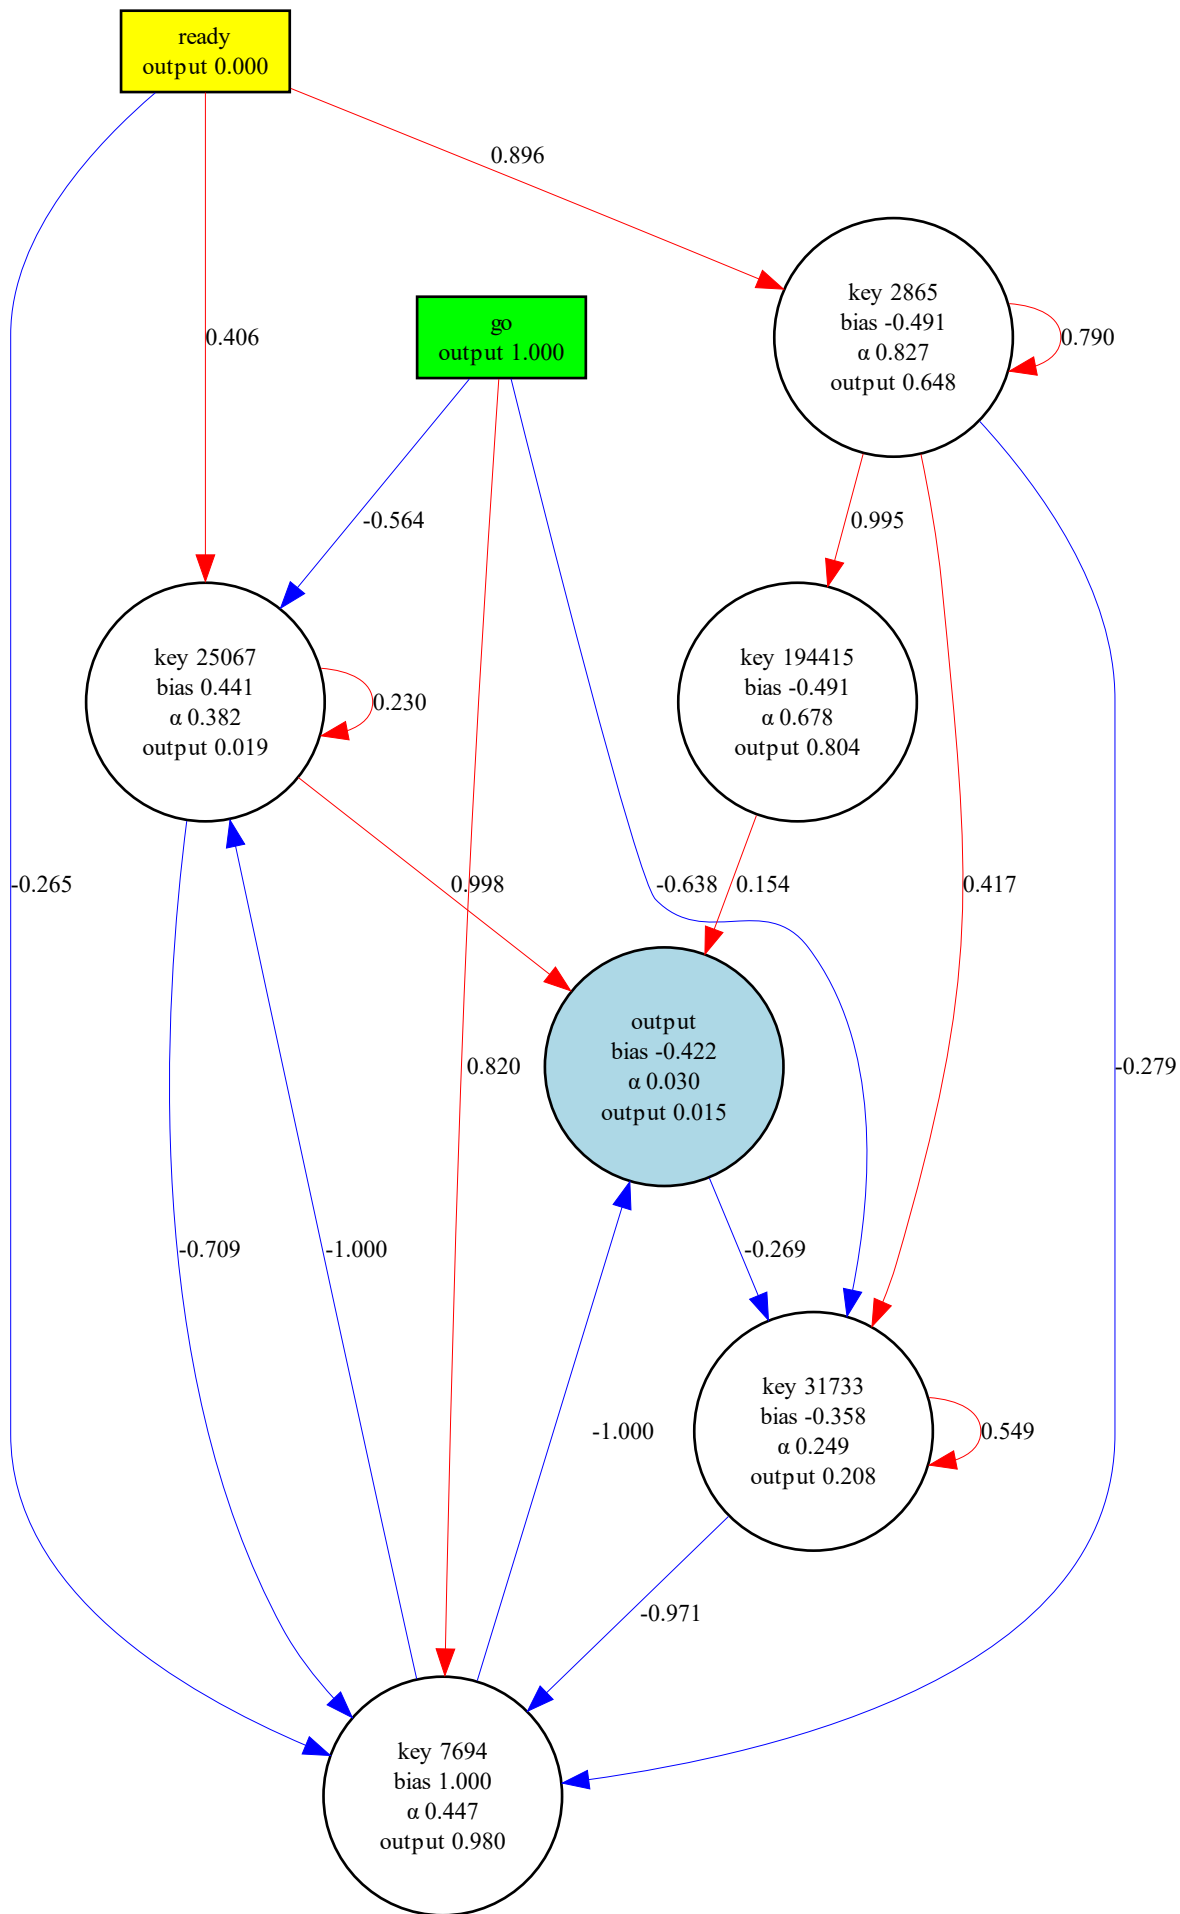 ready
output 0.000
0.896
key 2865
bias -0.491
α 0.827
output 0.648
0.790
go
output 1.000
0.406
-0.564
0.995
key 25067
bias 0.441
α 0.382
output 0.019
0.230
key 194415
bias -0.491
α 0.678
output 0.804
-0.265
0.998
-0.638
0.154
0.417
output
bias -0.422
α 0.030
output 0.015
0.820
-0.279
-0.709
-1.000
-0.269
key 31733
bias -0.358
α 0.249
output 0.208
-1.000
0.549
-0.971
key 7694
bias 1.000
α 0.447
output 0.980